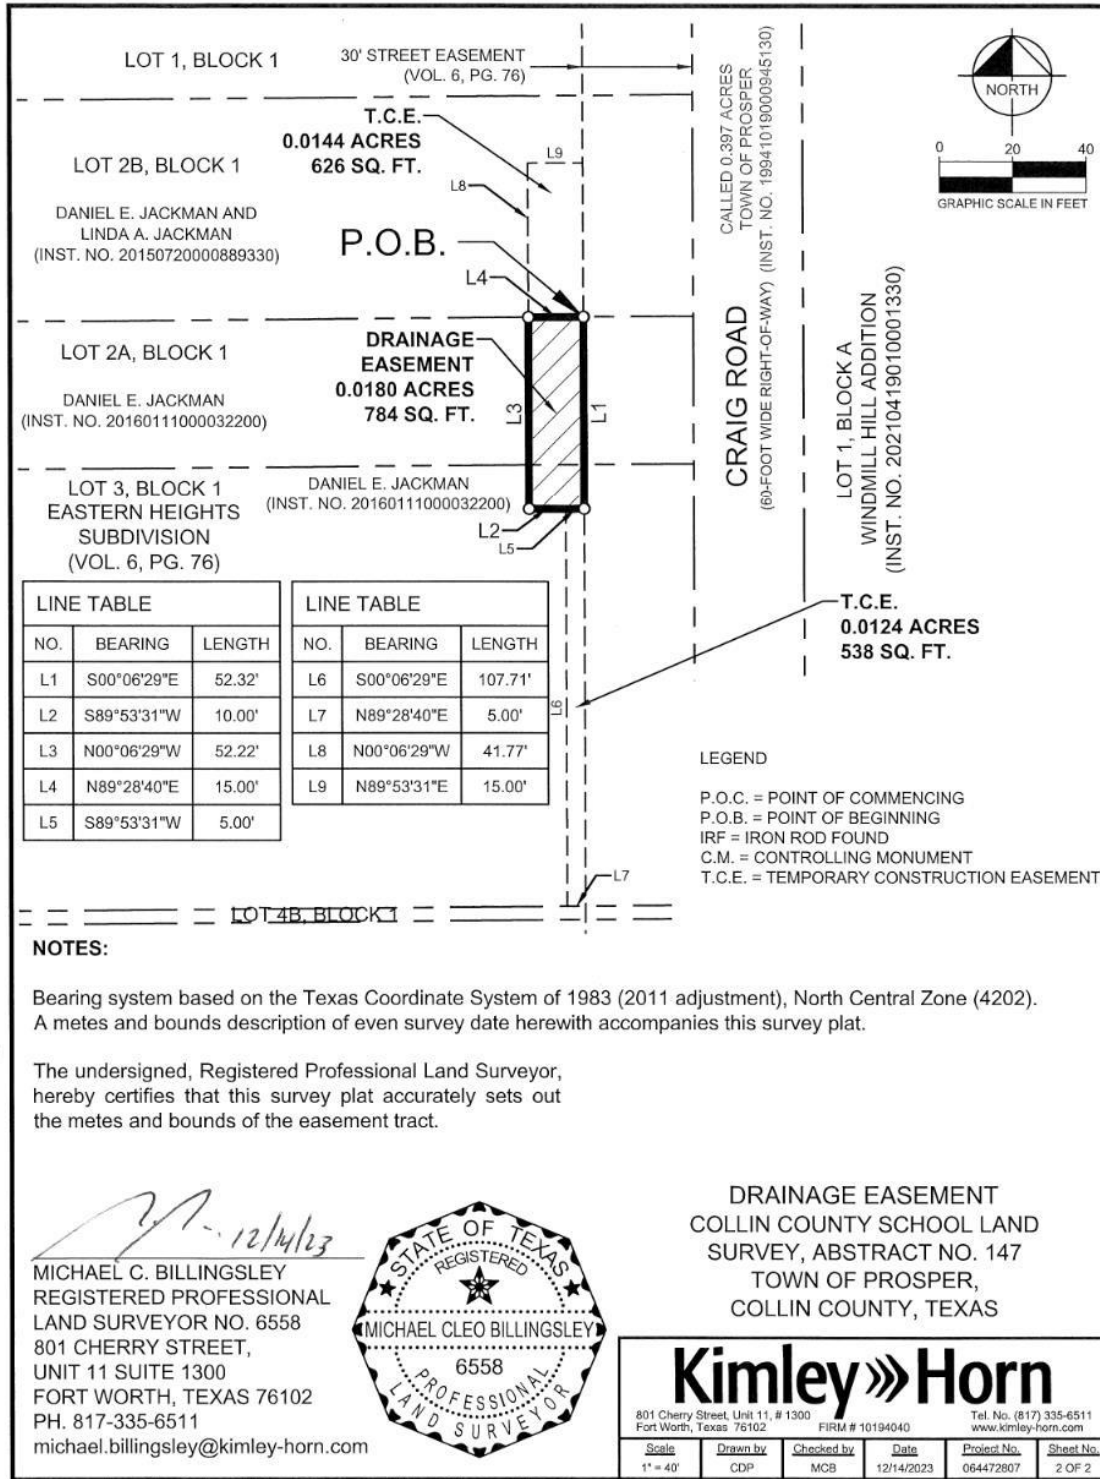 LOT 1, BLOCK 1
30' STREET EASEMENT
(VOL. 6, PG. 76)
T.C.E.
0.0144 ACRES
626 SQ. FT.
L9
L8
LOT 2B, BLOCK 1
DANIEL E. JACKMAN AND
LINDA A. JACKMAN
(INST. NO. 20150720000889330)
P.O.B.
L4
LOT 2A, BLOCK 1
DANIEL E. JACKMAN
(INST. NO. 20160111000032200)
DRAINAGE
EASEMENT
0.0180 ACRES
784 SQ. FT.
L3
L1
LOT 3, BLOCK 1
EASTERN HEIGHTS
SUBDIVISION
(VOL. 6, PG. 76)
DANIEL E. JACKMAN
(INST. NO. 20160111000032200)
L2
L5
CALLED 0.397 ACRES
TOWN OF PROSPER
(INST. NO. 19941019000945130)
CRAIG ROAD
(60-FOOT WIDE RIGHT-OF-WAY)
LOT 1, BLOCK A
WINDMILL HILL ADDITION
(INST. NO. 20210419010001330)
NORTH
0 20 40
GRAPHIC SCALE IN FEET
LINE TABLE
NO. BEARING LENGTH
L1 S00°06'29"E 52.32'
L2 S89°53'31"W 10.00'
L3 N00°06'29"W 52.22'
L4 N89°28'40"E 15.00'
L5 S89°53'31"W 5.00'
LINE TABLE
NO. BEARING LENGTH
L6 S00°06'29"E 107.71'
L7 N89°28'40"E 5.00'
L8 N00°06'29"W 41.77'
L9 N89°53'31"E 15.00'
L6
T.C.E.
0.0124 ACRES
538 SQ. FT.
LEGEND
P.O.C. = POINT OF COMMENCING
P.O.B. = POINT OF BEGINNING
IRF = IRON ROD FOUND
C.M. = CONTROLLING MONUMENT
T.C.E. = TEMPORARY CONSTRUCTION EASEMENT
L7
LOT 4B, BLOCK 1
NOTES:
Bearing system based on the Texas Coordinate System of 1983 (2011 adjustment), North Central Zone (4202).
A metes and bounds description of even survey date herewith accompanies this survey plat.
The undersigned, Registered Professional Land Surveyor,
hereby certifies that this survey plat accurately sets out
the metes and bounds of the easement tract.
12/14/23
MICHAEL C. BILLINGSLEY
REGISTERED PROFESSIONAL
LAND SURVEYOR NO. 6558
801 CHERRY STREET,
UNIT 11 SUITE 1300
FORT WORTH, TEXAS 76102
PH. 817-335-6511
michael.billingsley@kimley-horn.com
STATE OF TEXAS
REGISTERED
MICHAEL CLEO BILLINGSLEY
6558
PROFESSIONAL
LAND SURVEYOR
DRAINAGE EASEMENT
COLLIN COUNTY SCHOOL LAND
SURVEY, ABSTRACT NO. 147
TOWN OF PROSPER,
COLLIN COUNTY, TEXAS
Kimley»Horn
801 Cherry Street, Unit 11, # 1300
Fort Worth, Texas 76102
FIRM # 10194040
Tel. No. (817) 335-6511
www.kimley-horn.com
Scale Drawn by Checked by Date Project No. Sheet No.
1" = 40' CDP MCB 12/14/2023 064472807 2 OF 2